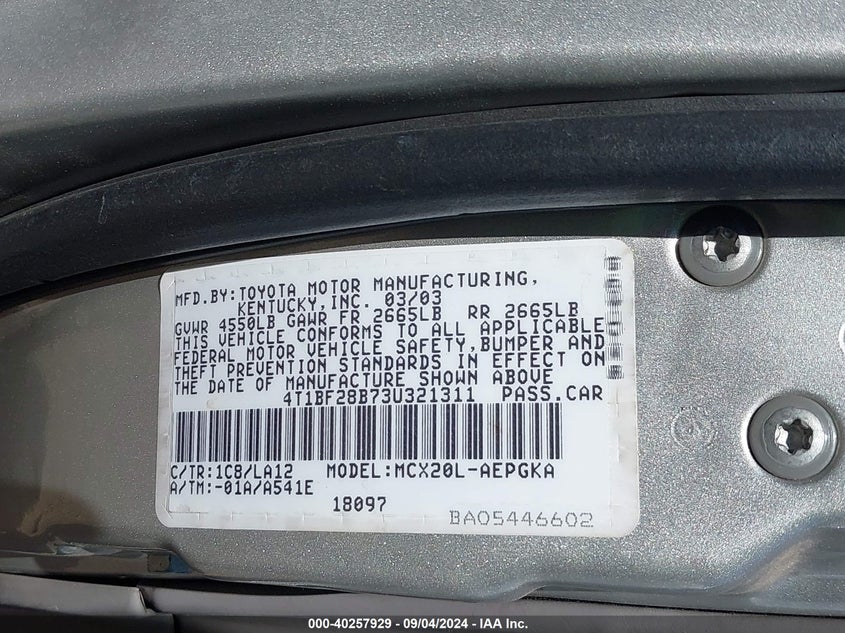 MFD.BY:TOYOTA MOTOR MANUFACTURING,
KENTUCKY,INC. 03/03
GVWR 4550LB GAWR FR 2665LB RR 2665LB
THIS VEHICLE CONFORMS TO ALL APPLICABLE
FEDERAL MOTOR VEHICLE SAFETY,BUMPER AND
THEFT PREVENTION STANDARDS IN EFFECT ON
THE DATE OF MANUFACTURE SHOWN ABOVE
4T1BF28B73U321311 PASS.CAR
C/TR:1C8/LA12 MODEL:MCX20L-AEPGKA
A/TM:-01A/A541E
18097
BA05446602
000-40257929 - 09/04/2024 - IAA Inc.